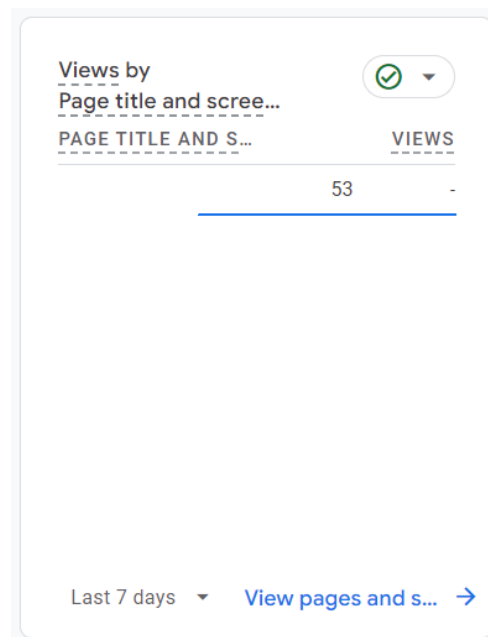 Views by
Page title and scree...
PAGE TITLE AND S... VIEWS
53 -
Last 7 days View pages and s...